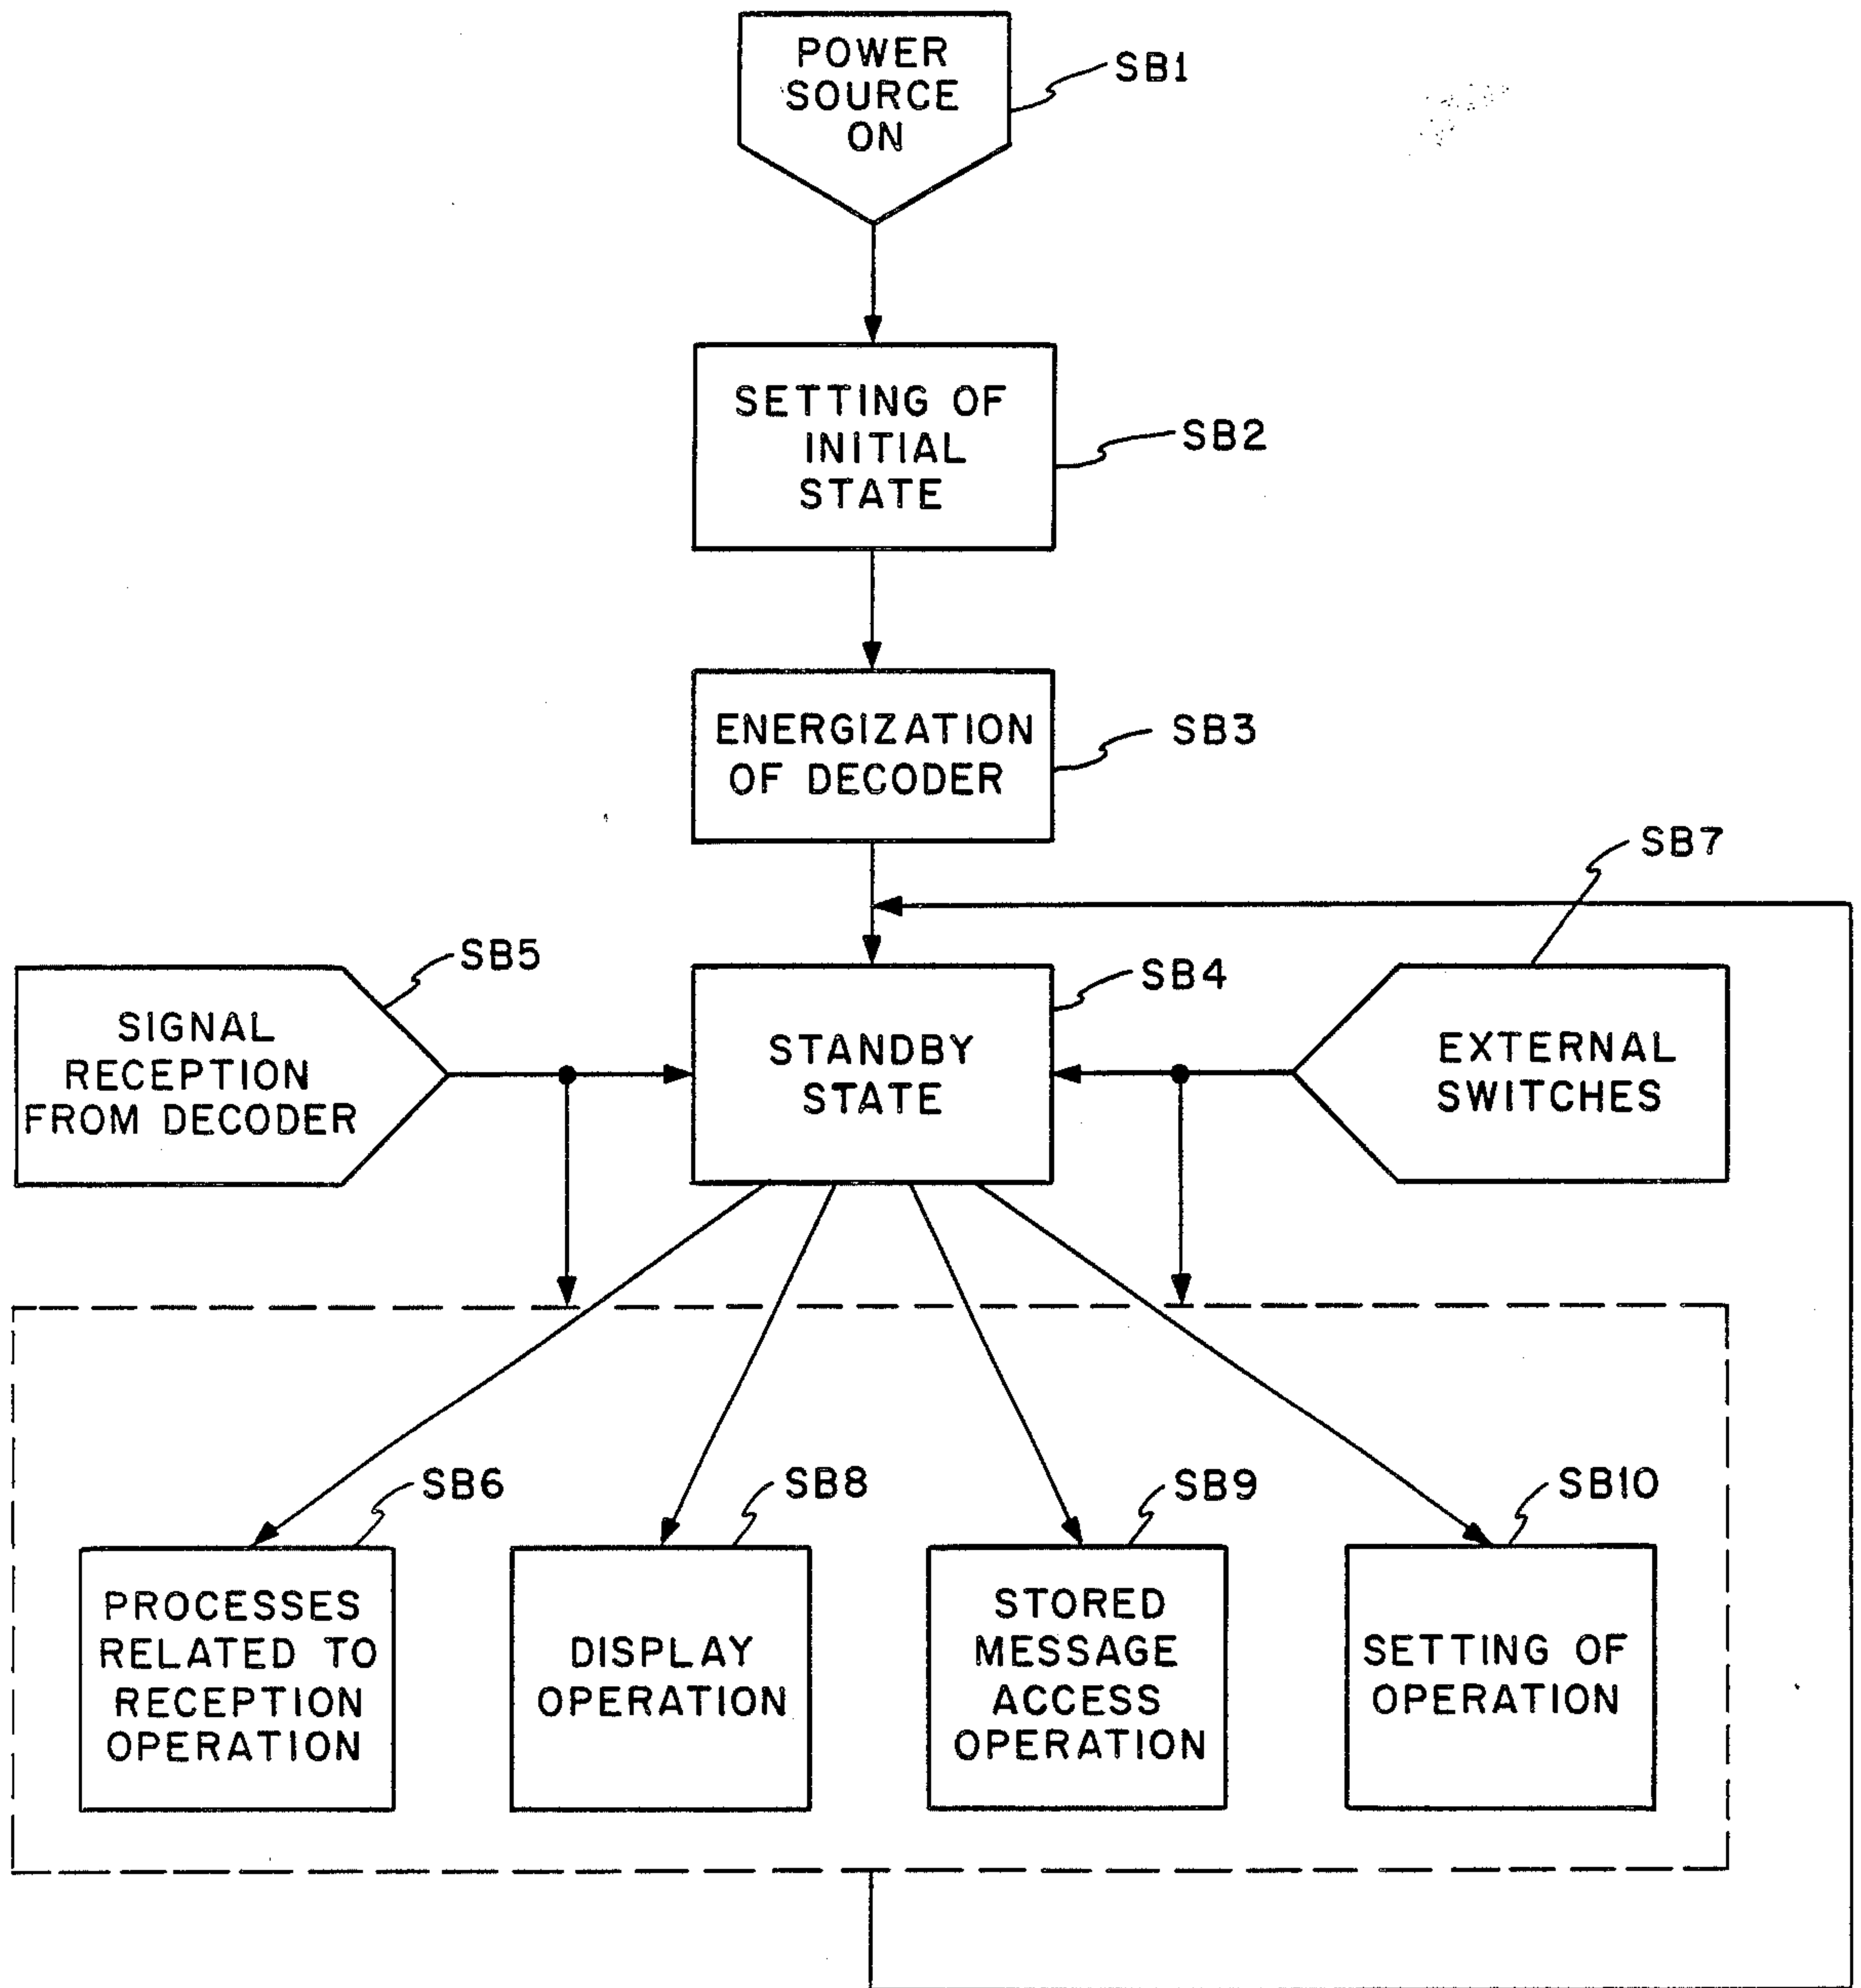 POWER
SOURCE
ON
SB1
SETTING OF
INITIAL
STATE
SB2
ENERGIZATION
OF DECODER
SB3
SB7
SB5
SIGNAL
RECEPTION
FROM DECODER
SB4
STANDBY
STATE
EXTERNAL
SWITCHES
SB6
PROCESSES
RELATED TO
RECEPTION
OPERATION
SB8
DISPLAY
OPERATION
SB9
STORED
MESSAGE
ACCESS
OPERATION
SB10
SETTING OF
OPERATION